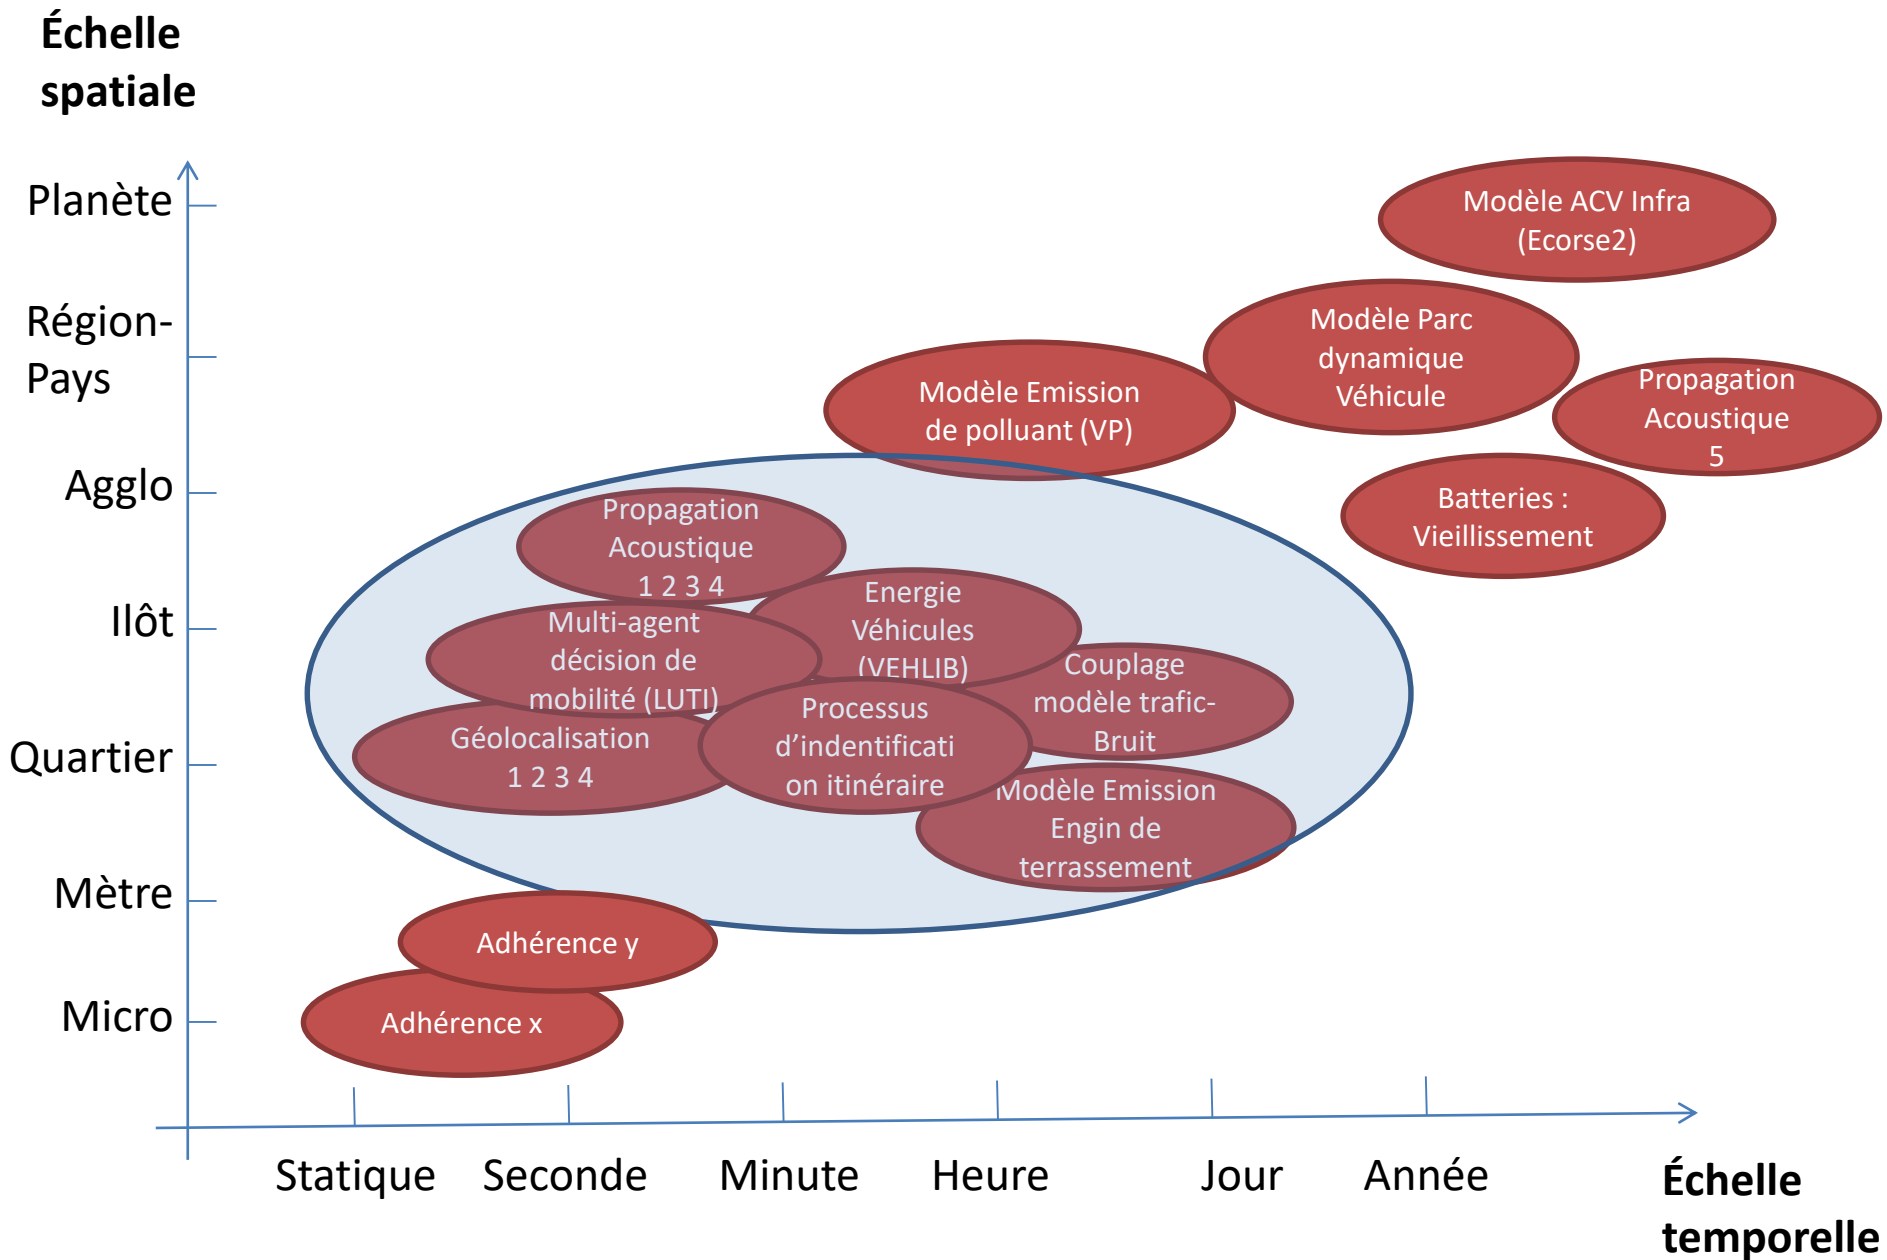 Échelle
spatiale
Planète
Région-
Pays
Agglo
Ilôt
Quartier
Mètre
Micro
Modèle ACV Infra
(Ecorse2)
Modèle Parc
dynamique
Véhicule
Propagation
Acoustique
5
Modèle Emission
de polluant (VP)
Batteries :
Vieillissement
Propagation
Acoustique
1 2 3 4
Energie
Véhicules
(VEHLIB)
Multi-agent
décision de
mobilité (LUTI)
Couplage
modèle trafic-
Bruit
Processus
d'indentificati
on itinéraire
Géolocalisation
1 2 3 4
Modèle Emission
Engin de
terrassement
Adhérence y
Adhérence x
Statique
Seconde
Minute
Heure
Jour
Année
Échelle
temporelle